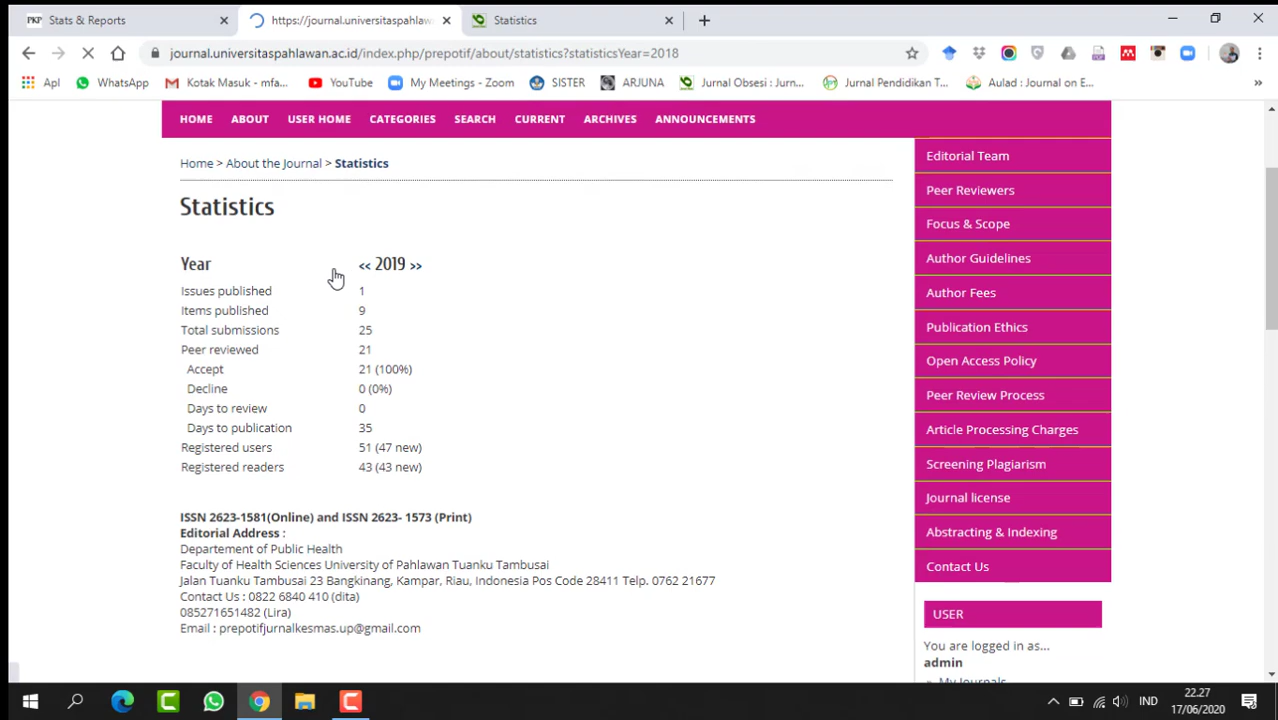 PKP Stats & Reports
https://journal.universitaspahlaw
Statistics
journal.universitaspahlawan.ac.id/index.php/prepotif/about/statistics?statisticsYear=2018
Apl
WhatsApp
Kotak Masuk - mfa...
YouTube
My Meetings - Zoom
SISTER
ARJUNA
Jurnal Obsesi : Jurn...
Jurnal Pendidikan T...
Aulad : Journal on E...
»
HOME ABOUT USER HOME CATEGORIES SEARCH CURRENT ARCHIVES ANNOUNCEMENTS
Home > About the Journal > Statistics
Statistics
Year << 2019 >>
Issues published 1
Items published 9
Total submissions 25
Peer reviewed 21
Accept 21 (100%)
Decline 0 (0%)
Days to review 0
Days to publication 35
Registered users 51 (47 new)
Registered readers 43 (43 new)
ISSN 2623-1581(Online) and ISSN 2623- 1573 (Print)
Editorial Address :
Departement of Public Health
Faculty of Health Sciences University of Pahlawan Tuanku Tambusai
Jalan Tuanku Tambusai 23 Bangkinang, Kampar, Riau, Indonesia Pos Code 28411 Telp. 0762 21677
Contact Us : 0822 6840 410 (dita)
085271651482 (Lira)
Email : prepotifjurnalkesmas.up@gmail.com
Editorial Team
Peer Reviewers
Focus & Scope
Author Guidelines
Author Fees
Publication Ethics
Open Access Policy
Peer Review Process
Article Processing Charges
Screening Plagiarism
Journal license
Abstracting & Indexing
Contact Us
USER
You are logged in as...
admin
My Journals
IND
22.27
17/06/2020